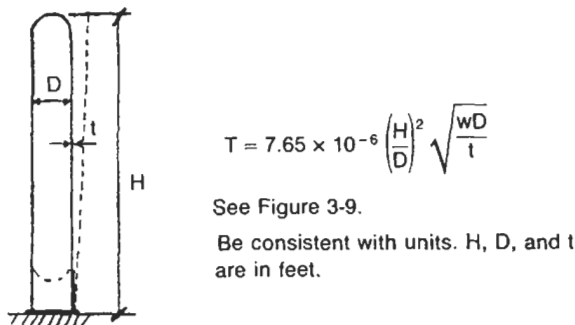 D
t
H
T = 7.65 × 10⁻⁶ (H/D)² √(wD/t)
See Figure 3-9.
Be consistent with units. H, D, and t
are in feet.